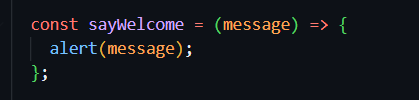 const sayWelcome = (message) => {
  alert(message);
};